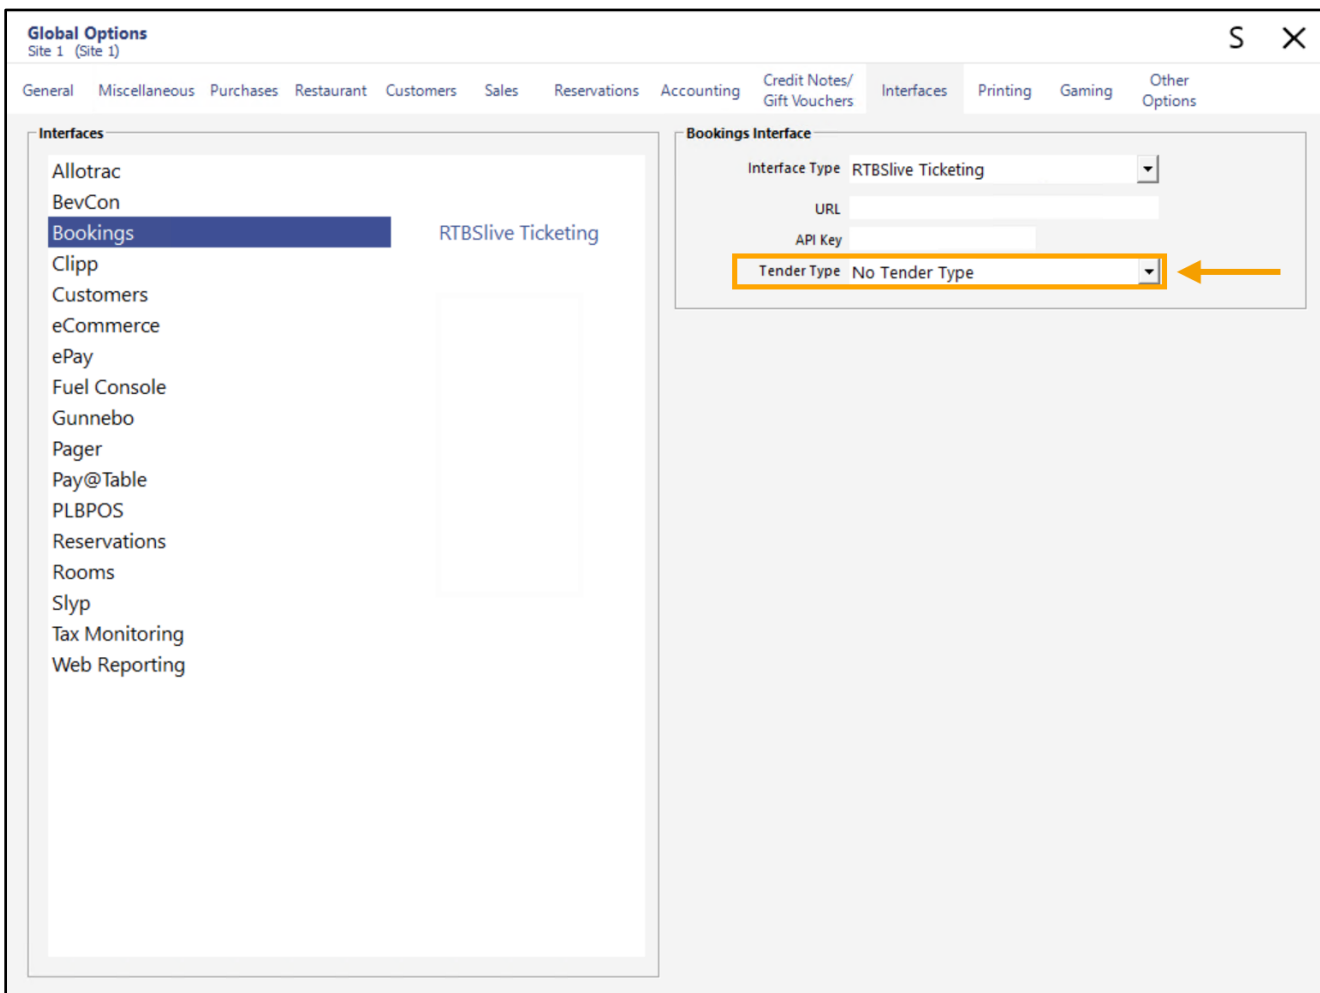 Global Options
Site 1 (Site 1)
S
General
Miscellaneous
Purchases
Restaurant
Customers
Sales
Reservations
Accounting
Credit Notes/
Gift Vouchers
Interfaces
Printing
Gaming
Other
Options
Interfaces
Allotrac
BevCon
Bookings RTBSlive Ticketing
Clipp
Customers
eCommerce
ePay
Fuel Console
Gunnebo
Pager
Pay@Table
PLBPOS
Reservations
Rooms
Slyp
Tax Monitoring
Web Reporting
Bookings Interface
Interface Type RTBSlive Ticketing
URL
API Key
Tender Type No Tender Type